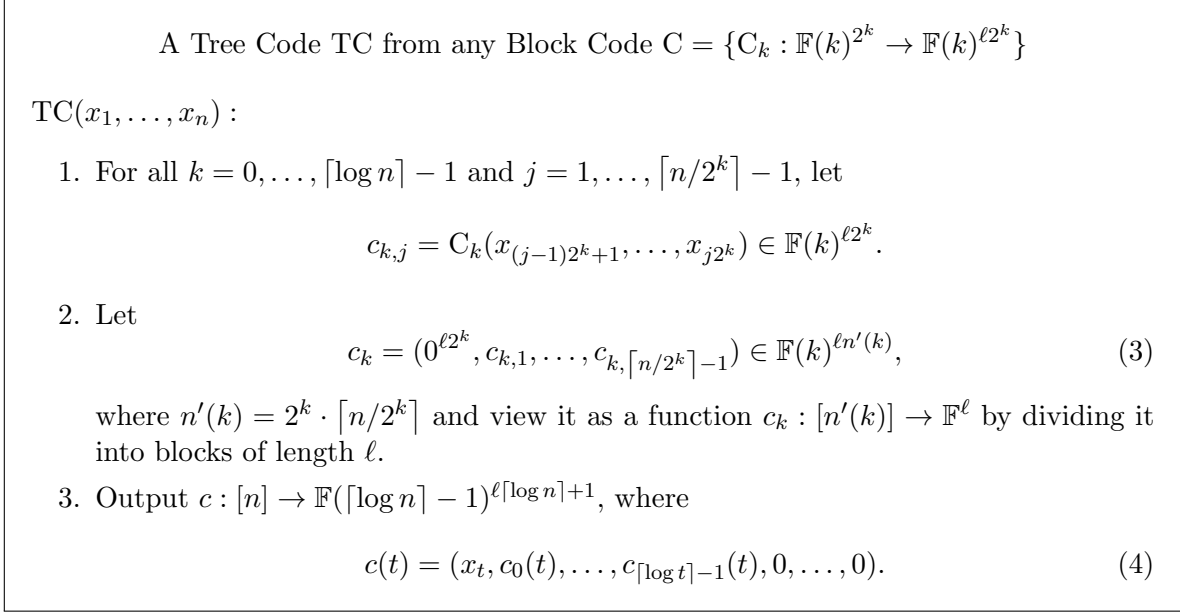 A Tree Code TC from any Block Code C = {C_k : 𝔽(k)^{2^k} → 𝔽(k)^{ℓ2^k}}
TC(x_1, . . . , x_n) :
1. For all k = 0, . . . , ⌈log n⌉ − 1 and j = 1, . . . , ⌈n/2^k⌉ − 1, let
c_{k,j} = C_k(x_{(j−1)2^k+1}, . . . , x_{j2^k}) ∈ 𝔽(k)^{ℓ2^k}.
2. Let
c_k = (0^{ℓ2^k}, c_{k,1}, . . . , c_{k,⌈n/2^k⌉−1}) ∈ 𝔽(k)^{ℓn′(k)}, (3)
where n′(k) = 2^k · ⌈n/2^k⌉ and view it as a function c_k : [n′(k)] → 𝔽^ℓ by dividing it
into blocks of length ℓ.
3. Output c : [n] → 𝔽(⌈log n⌉ − 1)^{ℓ⌈log n⌉+1}, where
c(t) = (x_t, c_0(t), . . . , c_{⌈log t⌉−1}(t), 0, . . . , 0). (4)